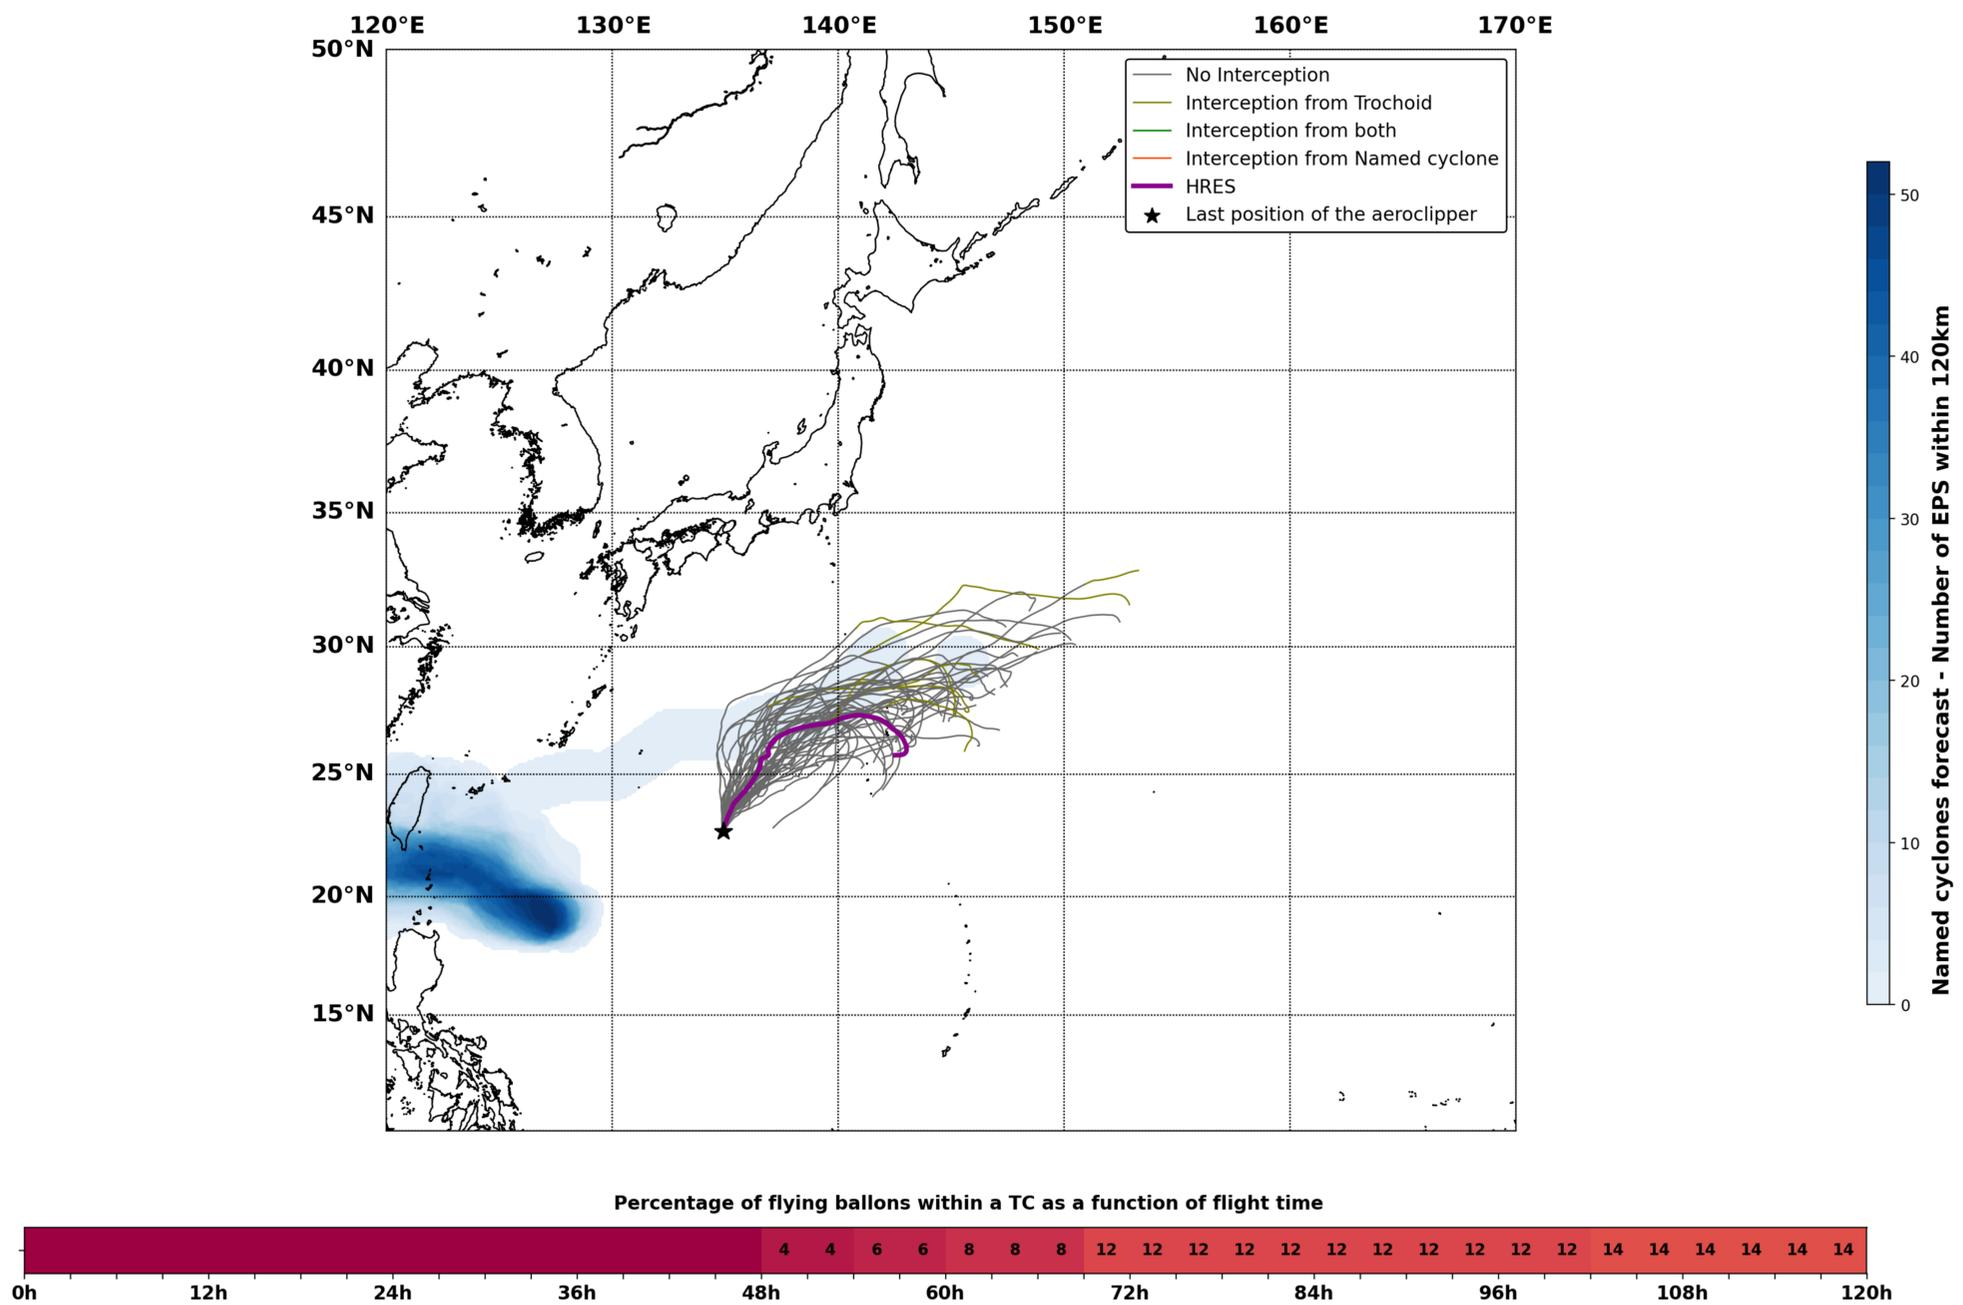 120°E 130°E 140°E 150°E 160°E 170°E
50°N
45°N
40°N
35°N
30°N
25°N
20°N
15°N
No Interception
Interception from Trochoid
Interception from both
Interception from Named cyclone
HRES
Last position of the aeroclipper
50
40
30
20
10
0
Named cyclones forecast - Number of EPS within 120km
Percentage of flying ballons within a TC as a function of flight time
4 4 6 6 8 8 8 12 12 12 12 12 12 12 12 12 12 12 14 14 14 14 14 14
0h 12h 24h 36h 48h 60h 72h 84h 96h 108h 120h